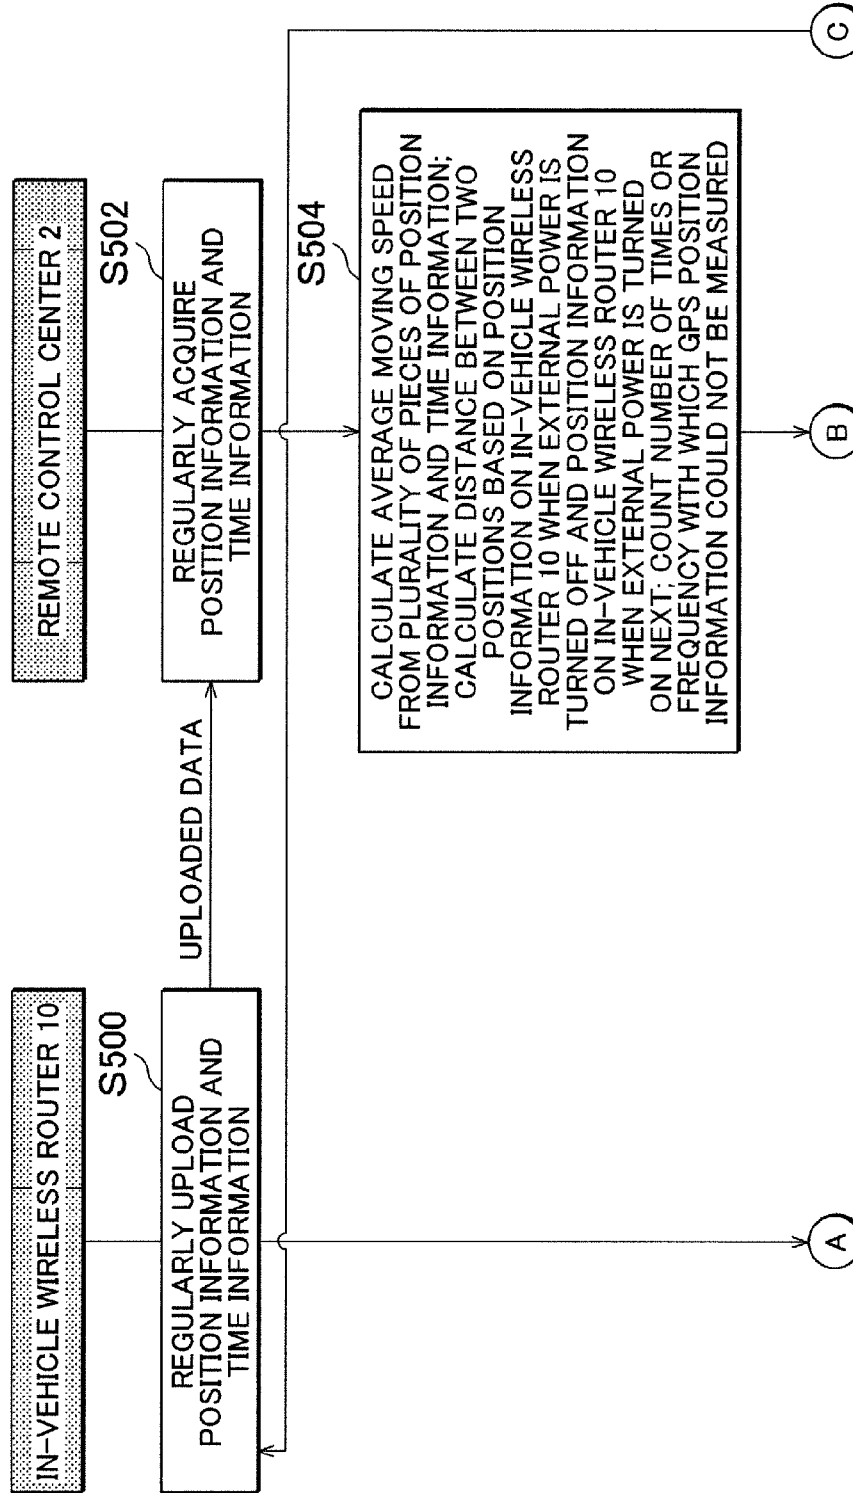 IN-VEHICLE WIRELESS ROUTER 10
REMOTE CONTROL CENTER 2
S500
REGULARLY UPLOAD
POSITION INFORMATION AND
TIME INFORMATION
UPLOADED DATA
S502
REGULARLY ACQUIRE
POSITION INFORMATION AND
TIME INFORMATION
S504
CALCULATE AVERAGE MOVING SPEED
FROM PLURALITY OF PIECES OF POSITION
INFORMATION AND TIME INFORMATION;
CALCULATE DISTANCE BETWEEN TWO
POSITIONS BASED ON POSITION
INFORMATION ON IN-VEHICLE WIRELESS
ROUTER 10 WHEN EXTERNAL POWER IS
TURNED OFF AND POSITION INFORMATION
ON IN-VEHICLE WIRELESS ROUTER 10
WHEN EXTERNAL POWER IS TURNED
ON NEXT; COUNT NUMBER OF TIMES OR
FREQUENCY WITH WHICH GPS POSITION
INFORMATION COULD NOT BE MEASURED
A
B
C